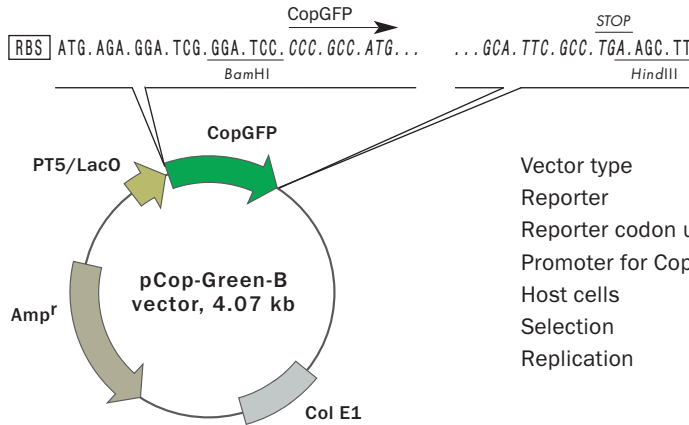 CopGFP
STOP
RBS ATG.AGA.GGA.TCG.GGA.TCC.CCC.GCC.ATG... ...GCA.TTC.GCC.TGA.AGC.TT
BamHI HindIII
CopGFP
PT5/LacO
pCop-Green-B
vector, 4.07 kb
Ampr
Col E1
Vector type
Reporter
Reporter codon u
Promoter for Cop
Host cells
Selection
Replication